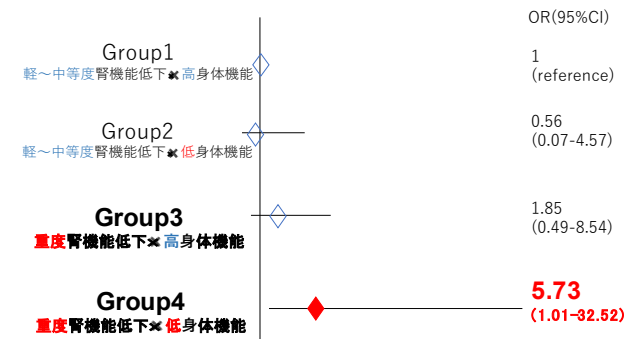 OR(95%CI)
Group1
軽～中等度腎機能低下×高身体機能
1
(reference)
Group2
軽～中等度腎機能低下×低身体機能
0.56
(0.07-4.57)
Group3
重度腎機能低下×高身体機能
1.85
(0.49-8.54)
Group4
重度腎機能低下×低身体機能
5.73
(1.01-32.52)